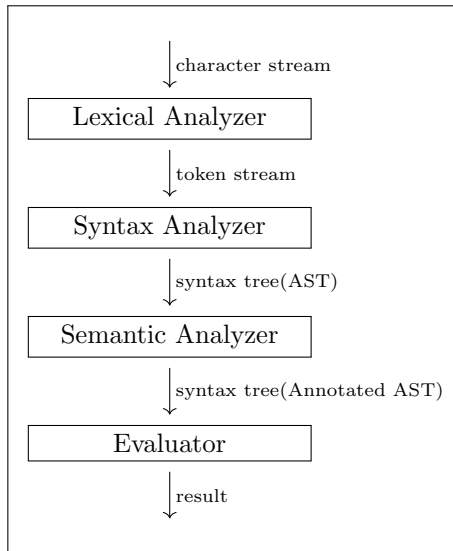 character stream
Lexical Analyzer
token stream
Syntax Analyzer
syntax tree(AST)
Semantic Analyzer
syntax tree(Annotated AST)
Evaluator
result